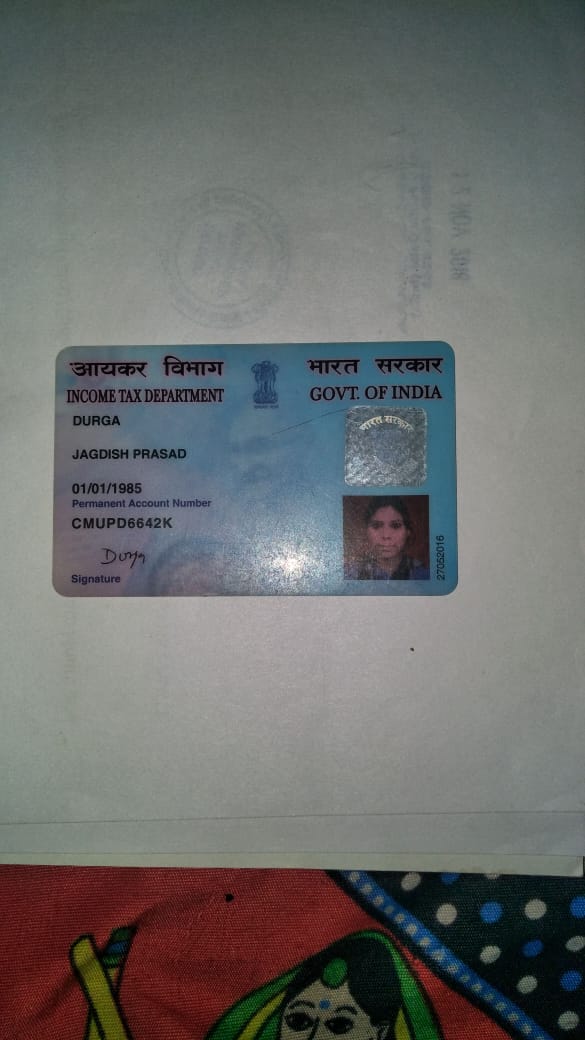 आयकर विभाग
INCOME TAX DEPARTMENT
भारत सरकार
GOVT. OF INDIA
DURGA
JAGDISH PRASAD
01/01/1985
Permanent Account Number
CMUPD6642K
Durga
Signature
भारत सरकार
27052016